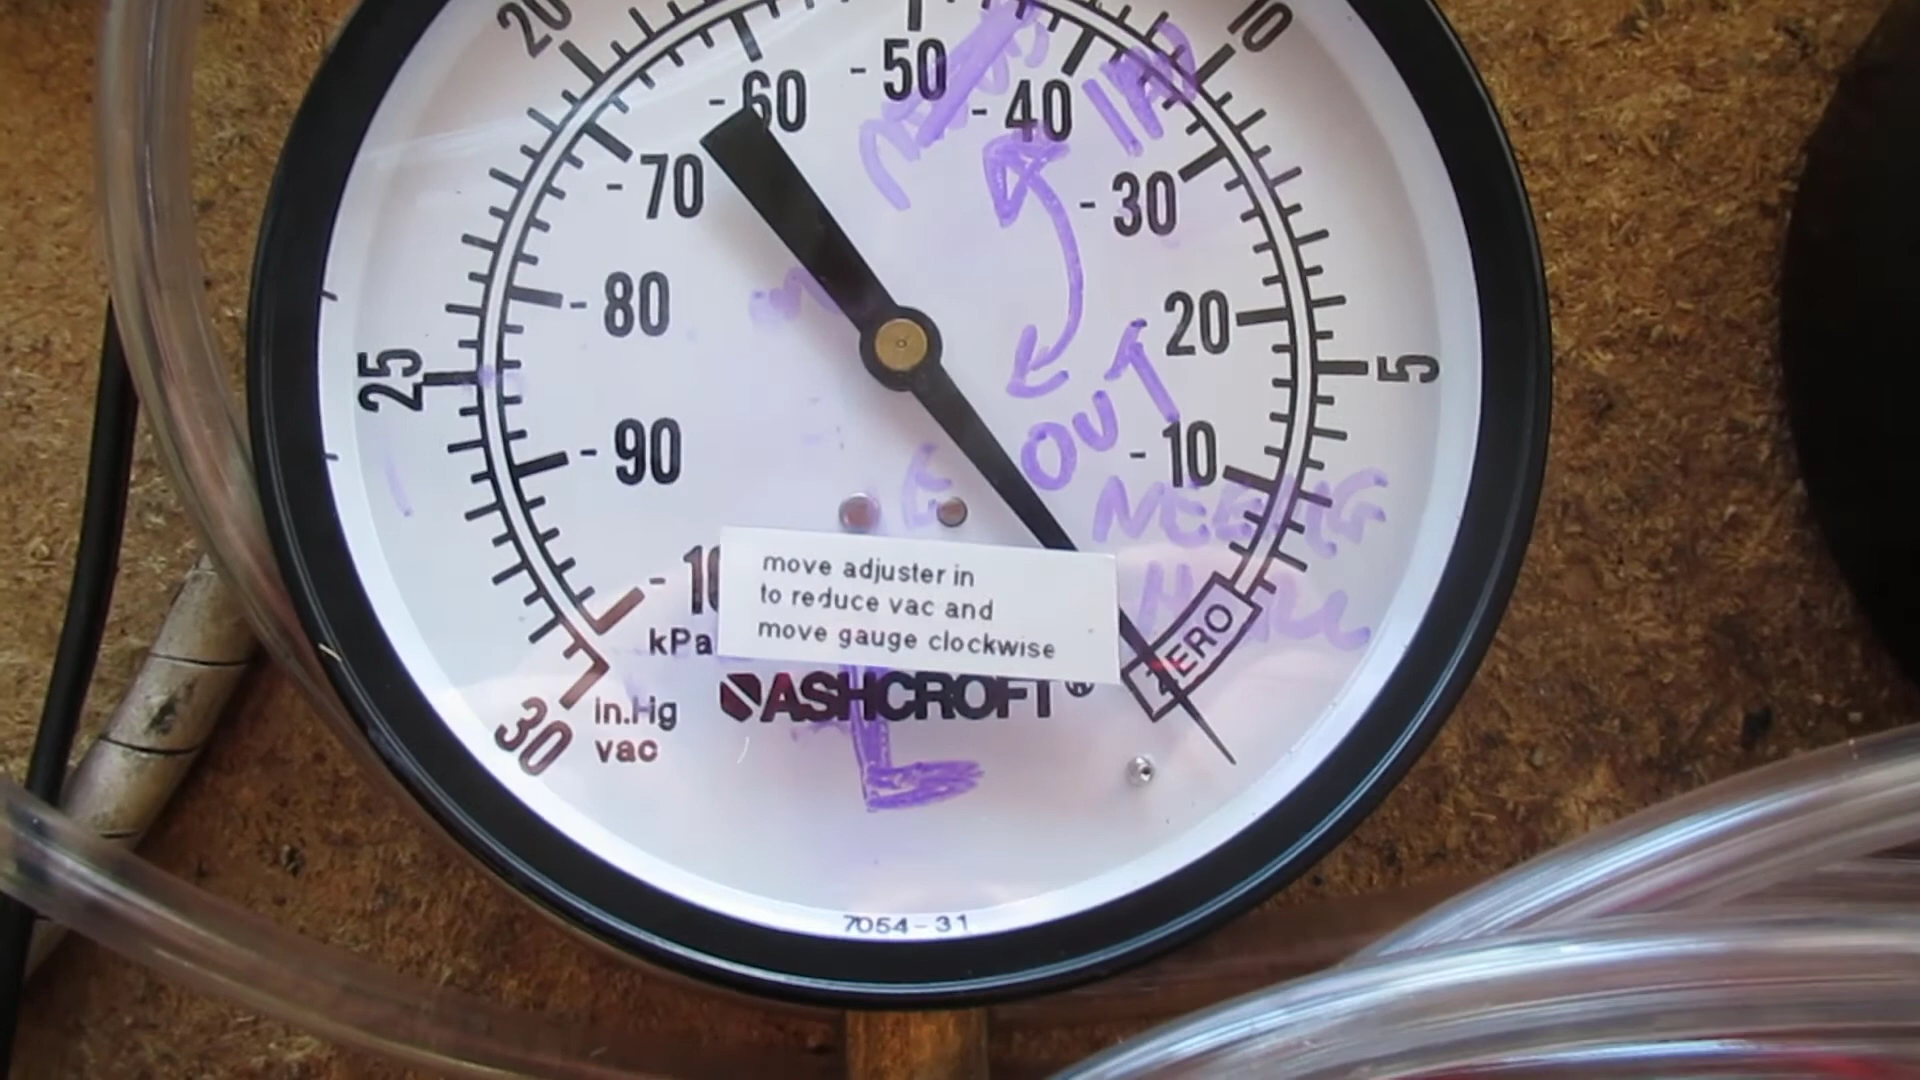 20
10
- 50
- 60
- 40
IN
- 70
- 30
- 80
20
25
5
OUT
- 90
- 10
move adjuster in
to reduce vac and
move gauge clockwise
kPa
ZERO
ASHCROFT®
in.Hg
30
vac
7054-31